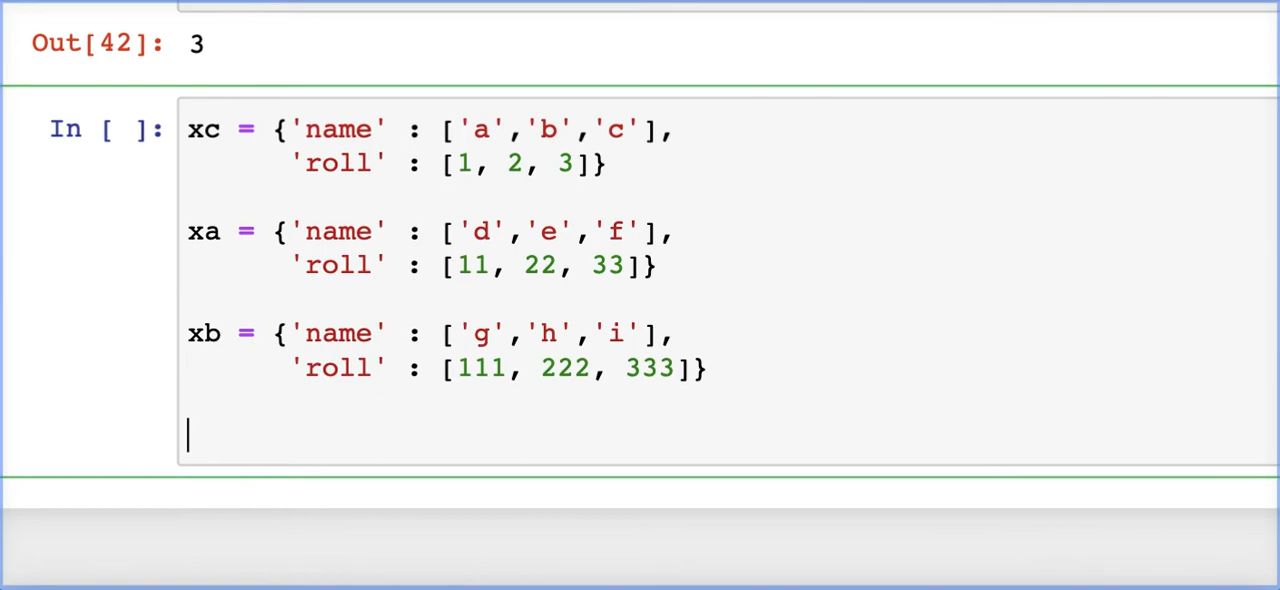 Out[42]: 3
In [ ]: xc = {'name' : ['a','b','c'],
'roll' : [1, 2, 3]}
xa = {'name' : ['d','e','f'],
'roll' : [11, 22, 33]}
xb = {'name' : ['g','h','i'],
'roll' : [111, 222, 333]}